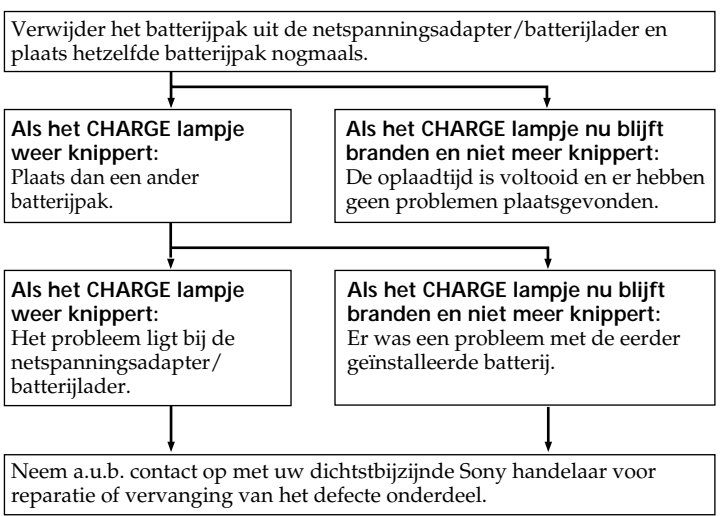 Verwijder het batterijpak uit de netspanningsadapter/batterijlader en
plaats hetzelfde batterijpak nogmaals.
Als het CHARGE lampje
weer knippert:
Plaats dan een ander
batterijpak.
Als het CHARGE lampje nu blijft
branden en niet meer knippert:
De oplaadtijd is voltooid en er hebben
geen problemen plaatsgevonden.
Als het CHARGE lampje
weer knippert:
Het probleem ligt bij de
netspanningsadapter/
batterijlader.
Als het CHARGE lampje nu blijft
branden en niet meer knippert:
Er was een probleem met de eerder
geïnstalleerde batterij.
Neem a.u.b. contact op met uw dichtstbijzijnde Sony handelaar voor
reparatie of vervanging van het defecte onderdeel.